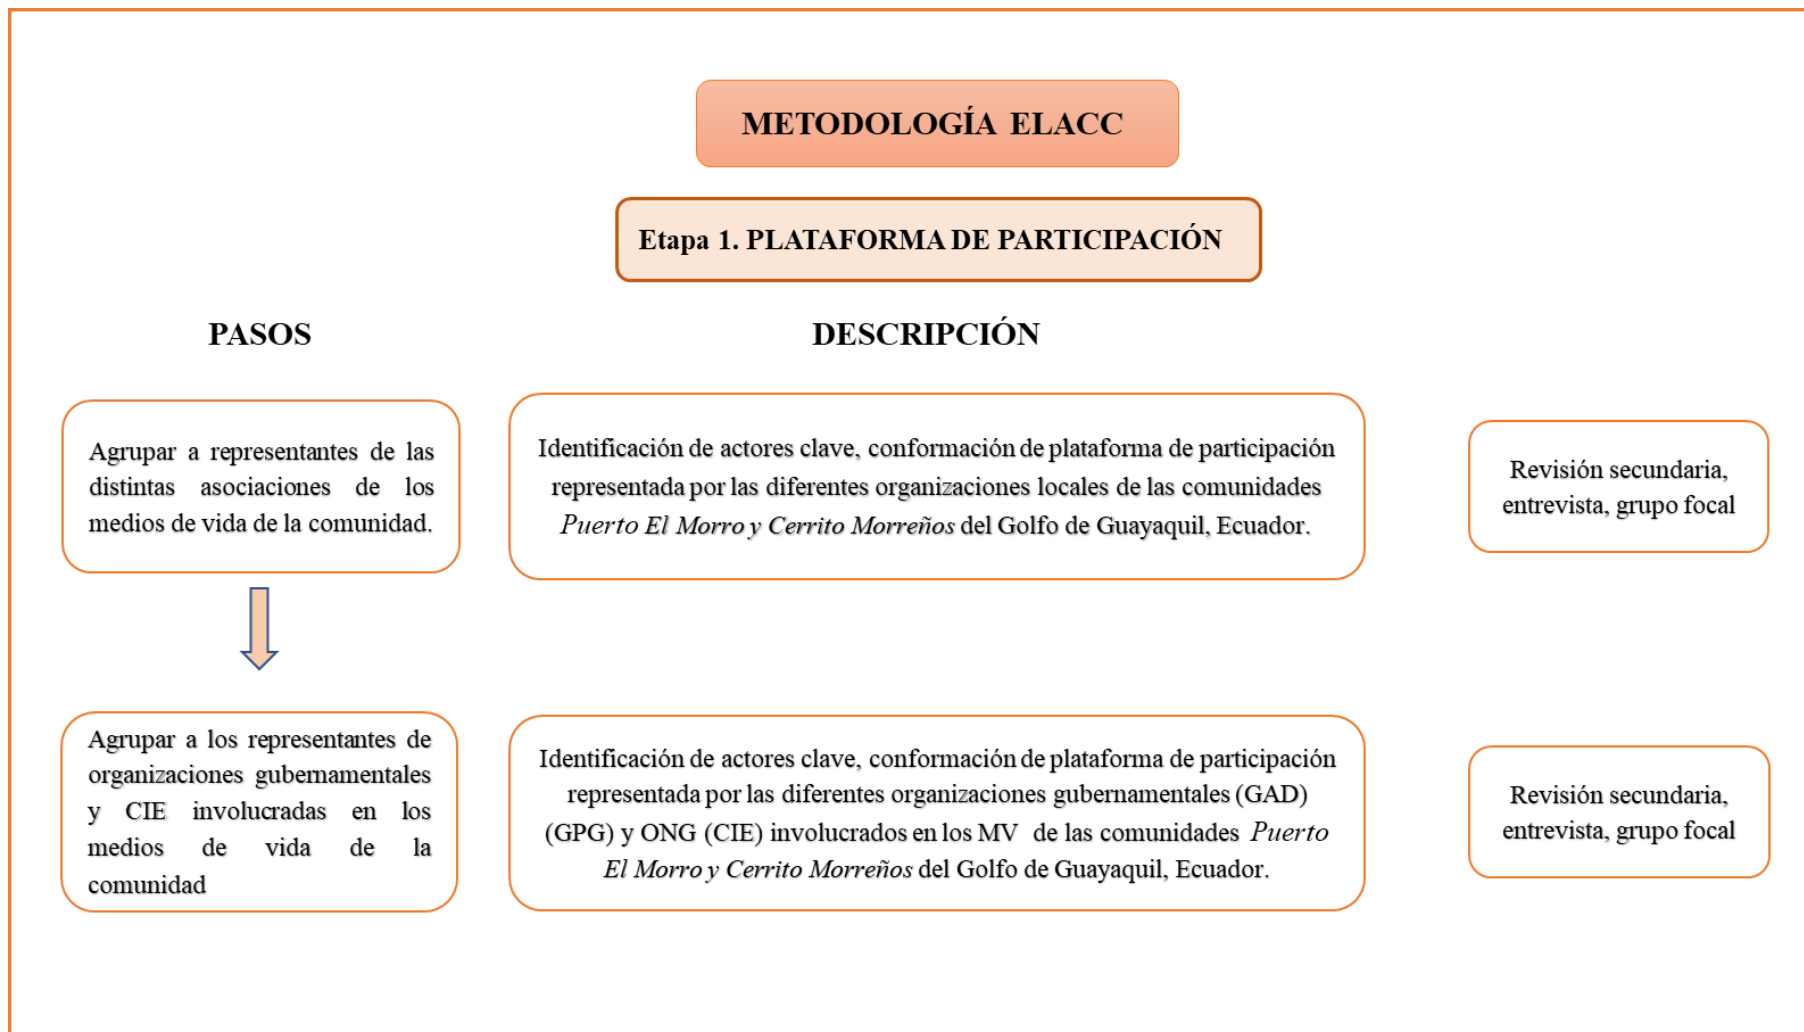 METODOLOGÍA ELACC
Etapa 1. PLATAFORMA DE PARTICIPACIÓN
PASOS
DESCRIPCIÓN
Agrupar a representantes de las
distintas asociaciones de los
medios de vida de la comunidad.
Identificación de actores clave, conformación de plataforma de participación
representada por las diferentes organizaciones locales de las comunidades
Puerto El Morro y Cerrito Morreños del Golfo de Guayaquil, Ecuador.
Revisión secundaria,
entrevista, grupo focal
Agrupar a los representantes de
organizaciones gubernamentales
y CIE involucradas en los
medios de vida de la
comunidad
Identificación de actores clave, conformación de plataforma de participación
representada por las diferentes organizaciones gubernamentales (GAD)
(GPG) y ONG (CIE) involucrados en los MV de las comunidades Puerto
El Morro y Cerrito Morreños del Golfo de Guayaquil, Ecuador.
Revisión secundaria,
entrevista, grupo focal